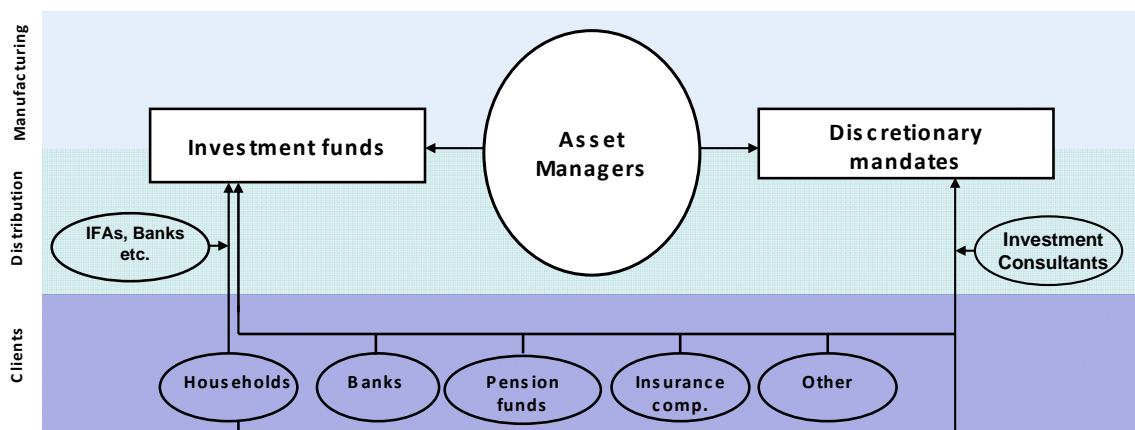 Manufacturing
Investment funds
Asset
Managers
Discretionary
mandates
Distribution
IFAs, Banks
etc.
Investment
Consultants
Clients
Households
Banks
Pension
funds
Insurance
comp.
Other